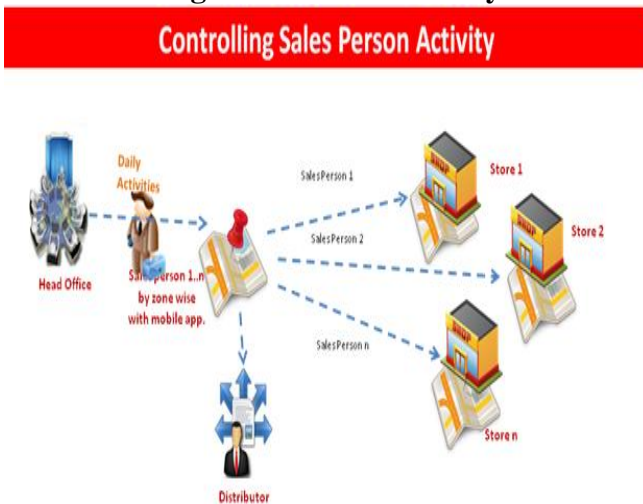 Controlling Sales Person Activity
Daily
Activities
SalesPerson 1
SHOP
Store 1
SalesPerson 2
SHOP
Store 2
Head Office
Salesperson 1..n
by zone wise
with mobile app.
SalesPerson n
SHOP
Store n
Distributor